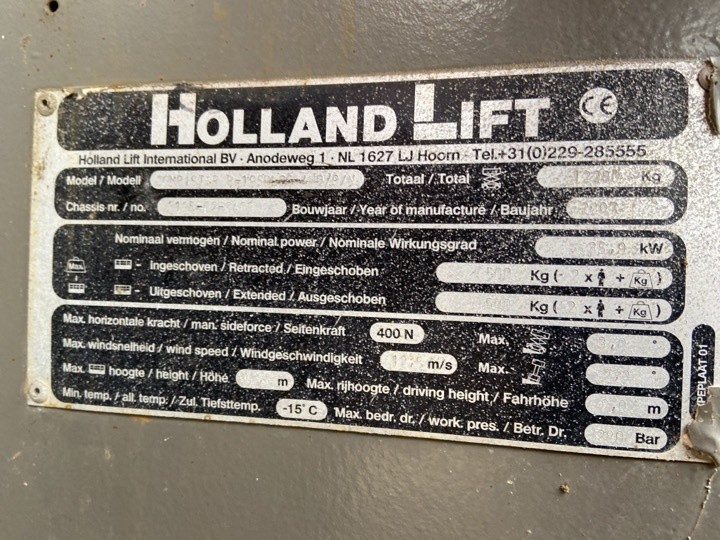 HOLLAND LIFT CE
Holland Lift International BV - Anodeweg 1 - NL 1627 LJ Hoorn - Tel.+31(0)229-285555
Model / Modell Totaal / Total Kg
Chassis nr. / no. Bouwjaar / Year of manufacture / Baujahr
Nominaal vermogen / Nominal power / Nominale Wirkungsgrad kW
Max. - Ingeschoven / Retracted / Eingeschoben Kg ( x + Kg )
- Uitgeschoven / Extended / Ausgeschoben Kg ( x + Kg )
Max. horizontale kracht / man. sideforce / Seitenkraft 400 N Max, °
Max. windsnelheid / wind speed / Windgeschwindigkeit m/s Max. °
Max. hoogte / height / Höhe m Max. rijhoogte / driving height / Fahrhöhe m
Min. temp. / all. temp. / Zul. Tiefsttemp. -15°C Max. bedr. dr. / work. pres. / Betr. Dr. Bar
TYPEPLAAT 01